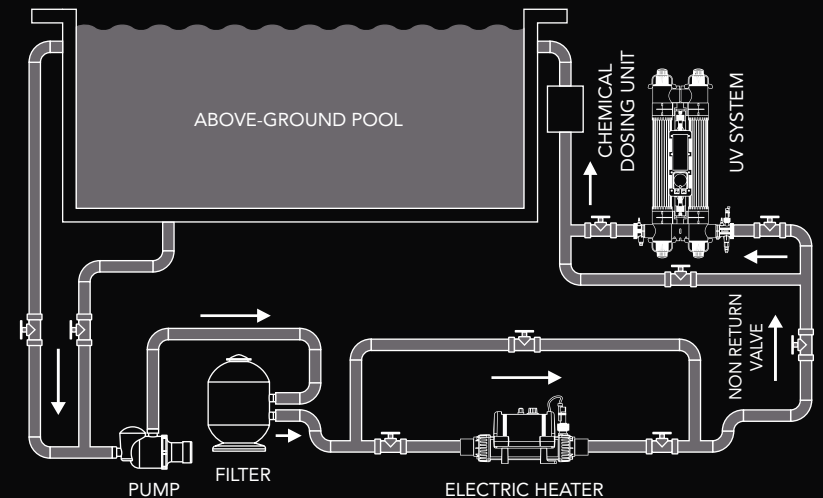 ABOVE-GROUND POOL
CHEMICAL
DOSING UNIT
UV SYSTEM
NON RETURN
VALVE
FILTER
PUMP
ELECTRIC HEATER